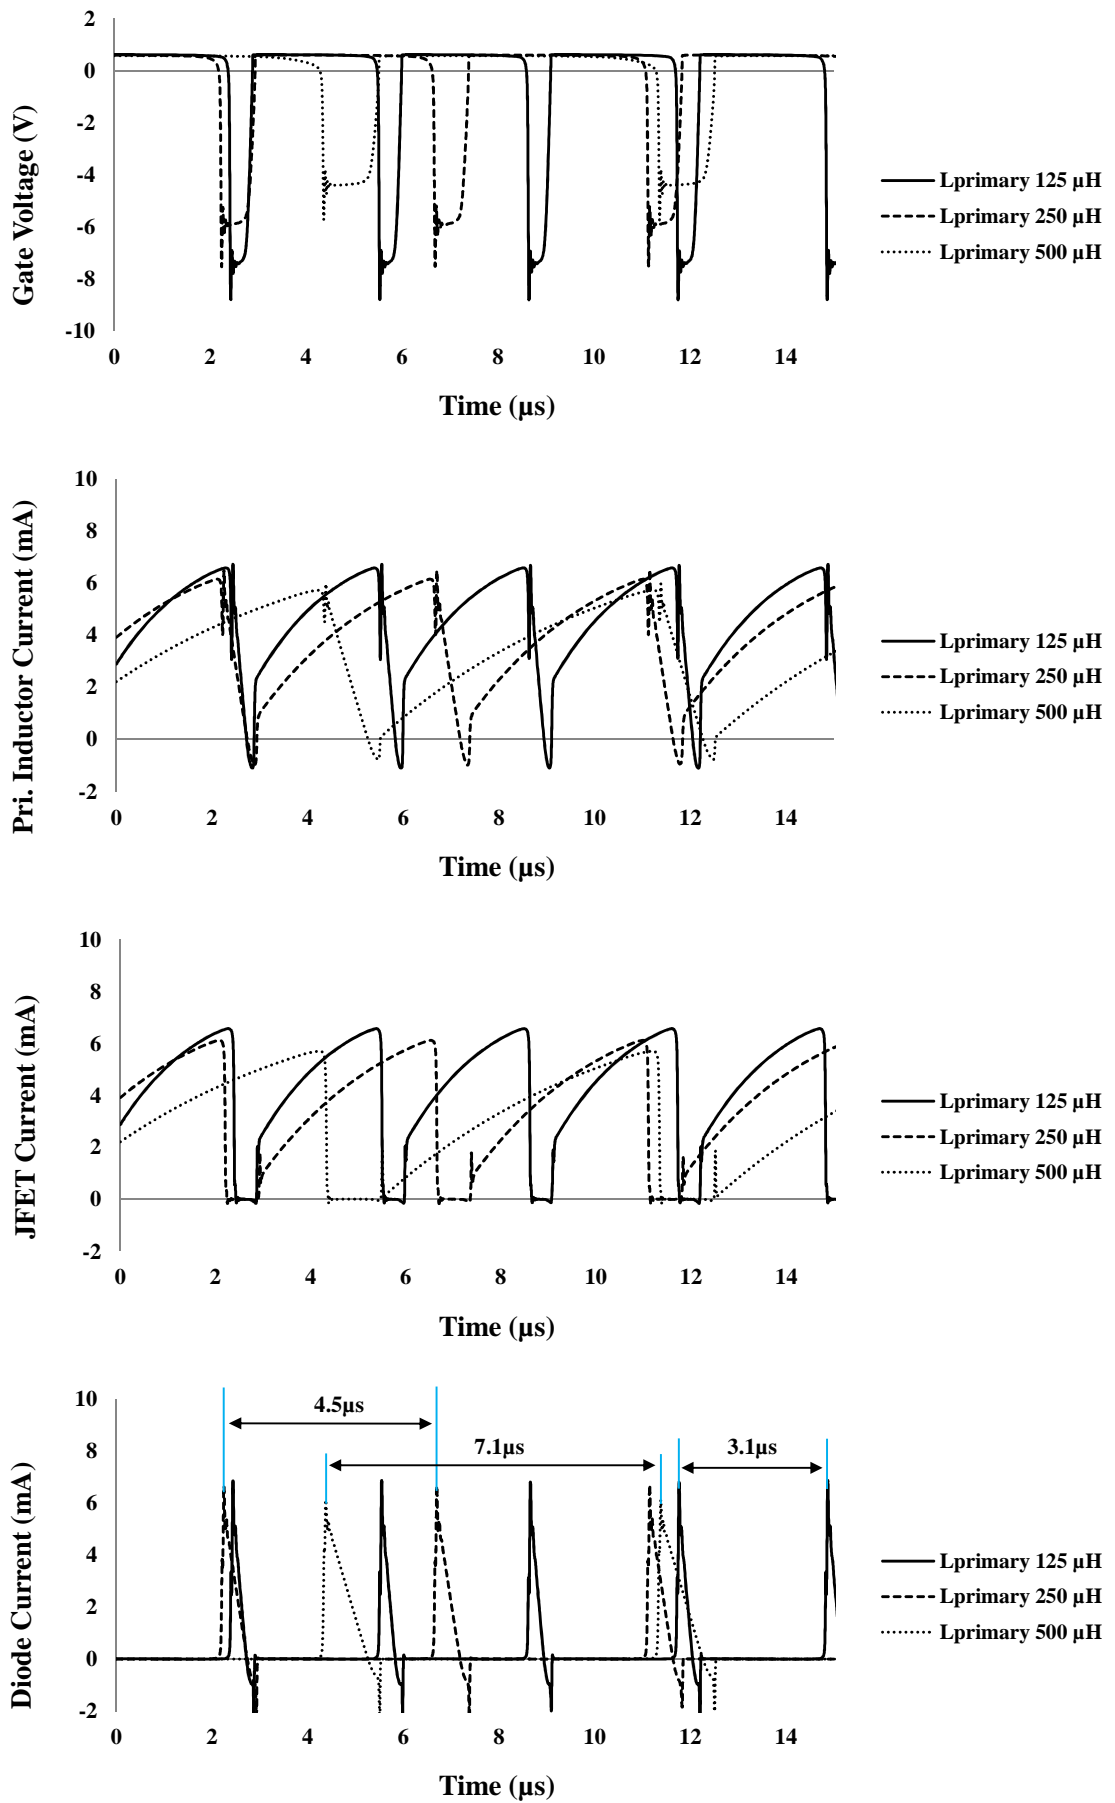 Gate Voltage (V)
2
0
-2
-4
-6
-8
-10
0 2 4 6 8 10 12 14
Time (µs)
Lprimary 125 µH
Lprimary 250 µH
Lprimary 500 µH
Pri. Inductor Current (mA)
10
8
6
4
2
0
-2
0 2 4 6 8 10 12 14
Time (µs)
Lprimary 125 µH
Lprimary 250 µH
Lprimary 500 µH
JFET Current (mA)
10
8
6
4
2
0
-2
0 2 4 6 8 10 12 14
Time (µs)
Lprimary 125 µH
Lprimary 250 µH
Lprimary 500 µH
Diode Current (mA)
10
8
6
4
2
0
-2
4.5µs
7.1µs
3.1µs
0 2 4 6 8 10 12 14
Time (µs)
Lprimary 125 µH
Lprimary 250 µH
Lprimary 500 µH